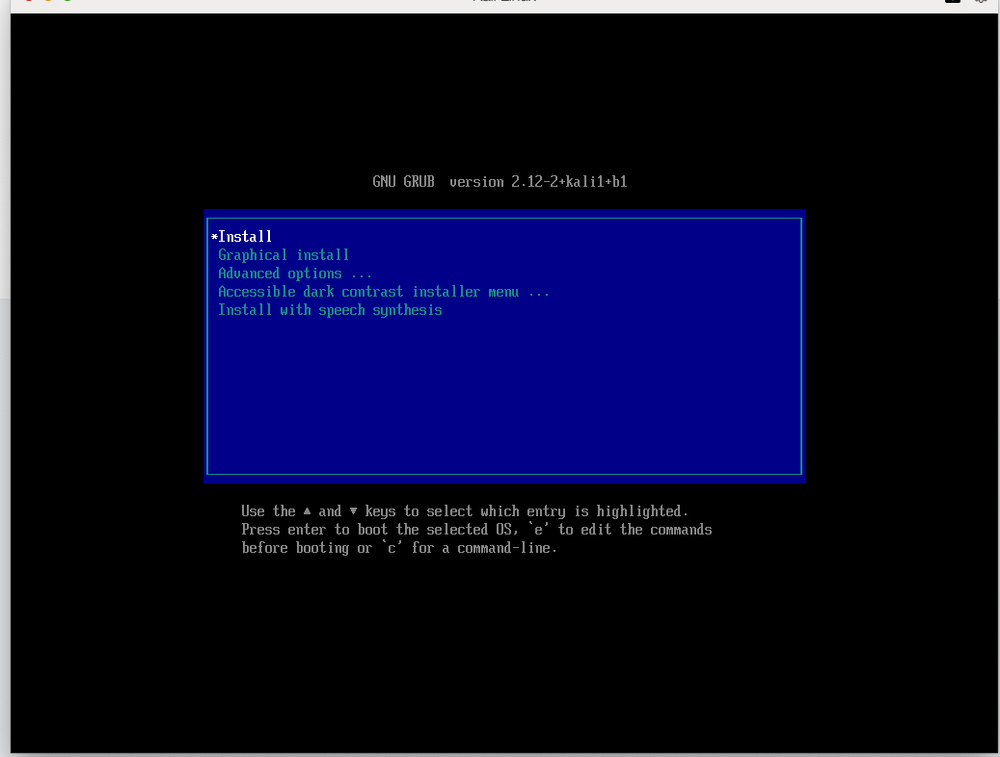 GNU GRUB  version 2.12-2+kali1+b1
*Install
Graphical install
Advanced options ...
Accessible dark contrast installer menu ...
Install with speech synthesis
Use the ▲ and ▼ keys to select which entry is highlighted.
Press enter to boot the selected OS, `e' to edit the commands
before booting or `c' for a command-line.